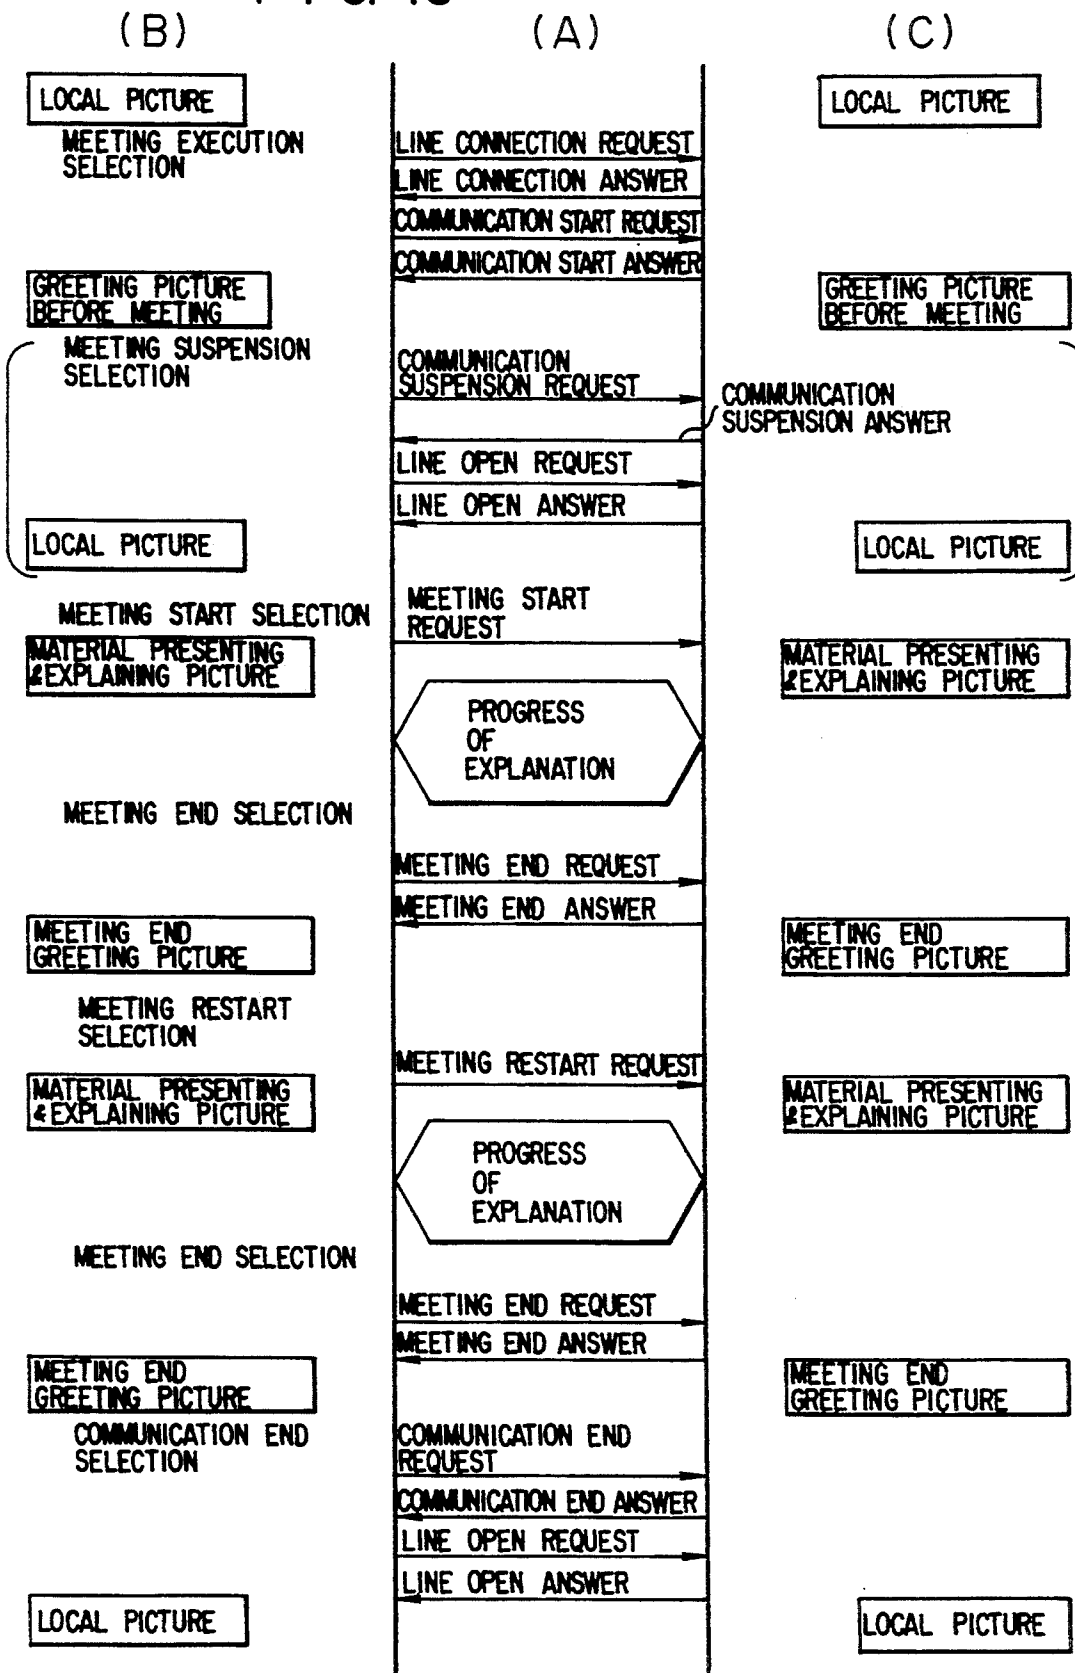 (B)
(A)
(C)
LOCAL PICTURE
LOCAL PICTURE
MEETING EXECUTION
SELECTION
LINE CONNECTION REQUEST
LINE CONNECTION ANSWER
COMMUNICATION START REQUEST
COMMUNICATION START ANSWER
GREETING PICTURE
BEFORE MEETING
GREETING PICTURE
BEFORE MEETING
MEETING SUSPENSION
SELECTION
COMMUNICATION
SUSPENSION REQUEST
COMMUNICATION
SUSPENSION ANSWER
LINE OPEN REQUEST
LINE OPEN ANSWER
LOCAL PICTURE
LOCAL PICTURE
MEETING START SELECTION
MEETING START
REQUEST
MATERIAL PRESENTING
& EXPLAINING PICTURE
MATERIAL PRESENTING
& EXPLAINING PICTURE
PROGRESS
OF
EXPLANATION
MEETING END SELECTION
MEETING END REQUEST
MEETING END ANSWER
MEETING END
GREETING PICTURE
MEETING END
GREETING PICTURE
MEETING RESTART
SELECTION
MEETING RESTART REQUEST
MATERIAL PRESENTING
& EXPLAINING PICTURE
MATERIAL PRESENTING
& EXPLAINING PICTURE
PROGRESS
OF
EXPLANATION
MEETING END SELECTION
MEETING END REQUEST
MEETING END ANSWER
MEETING END
GREETING PICTURE
MEETING END
GREETING PICTURE
COMMUNICATION END
SELECTION
COMMUNICATION END
REQUEST
COMMUNICATION END ANSWER
LINE OPEN REQUEST
LINE OPEN ANSWER
LOCAL PICTURE
LOCAL PICTURE